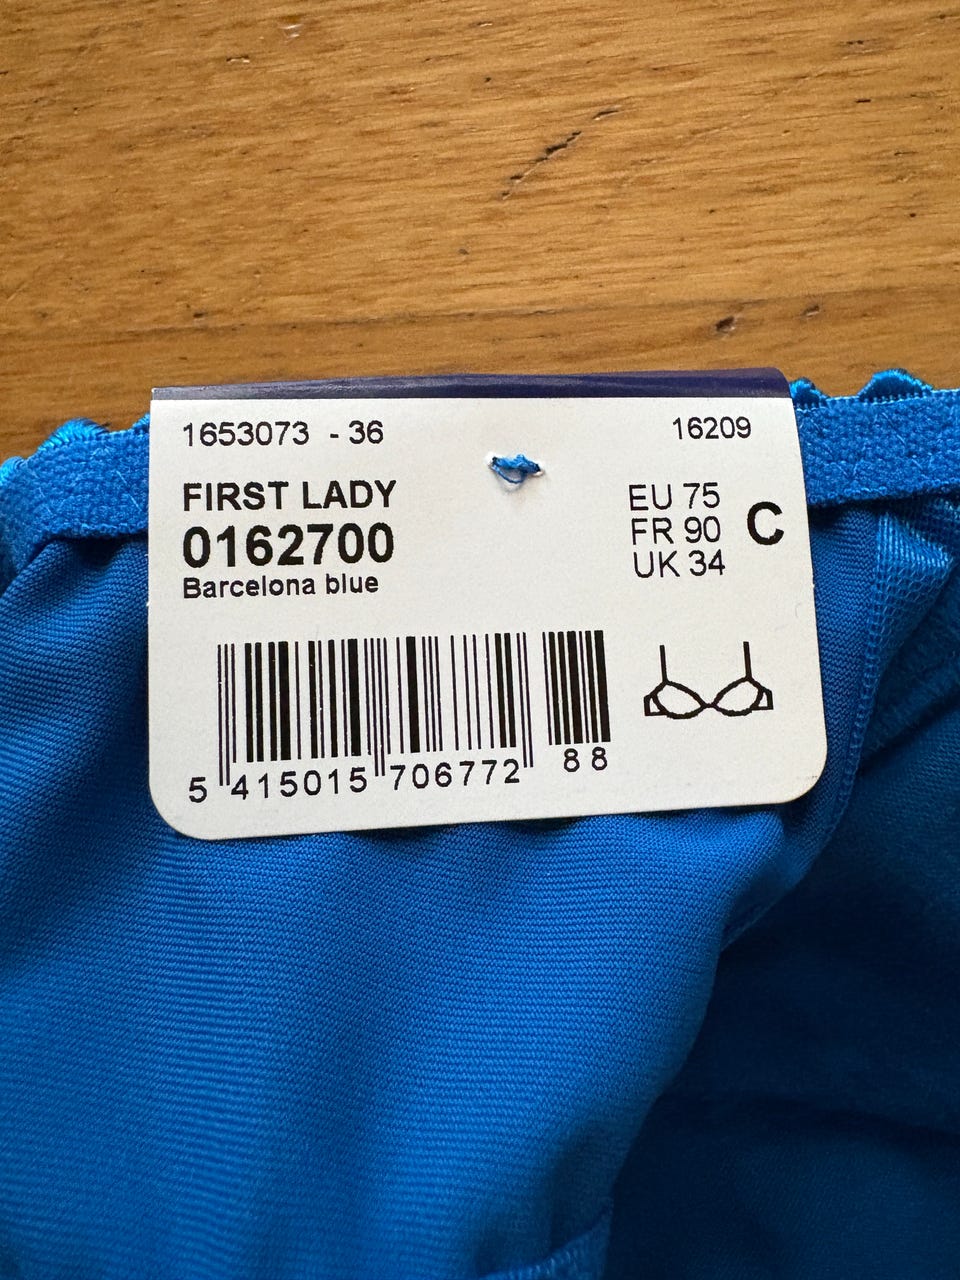 1653073 - 36 16209
FIRST LADY
0162700
Barcelona blue
EU 75
FR 90
UK 34
C
5 415015 706772 88